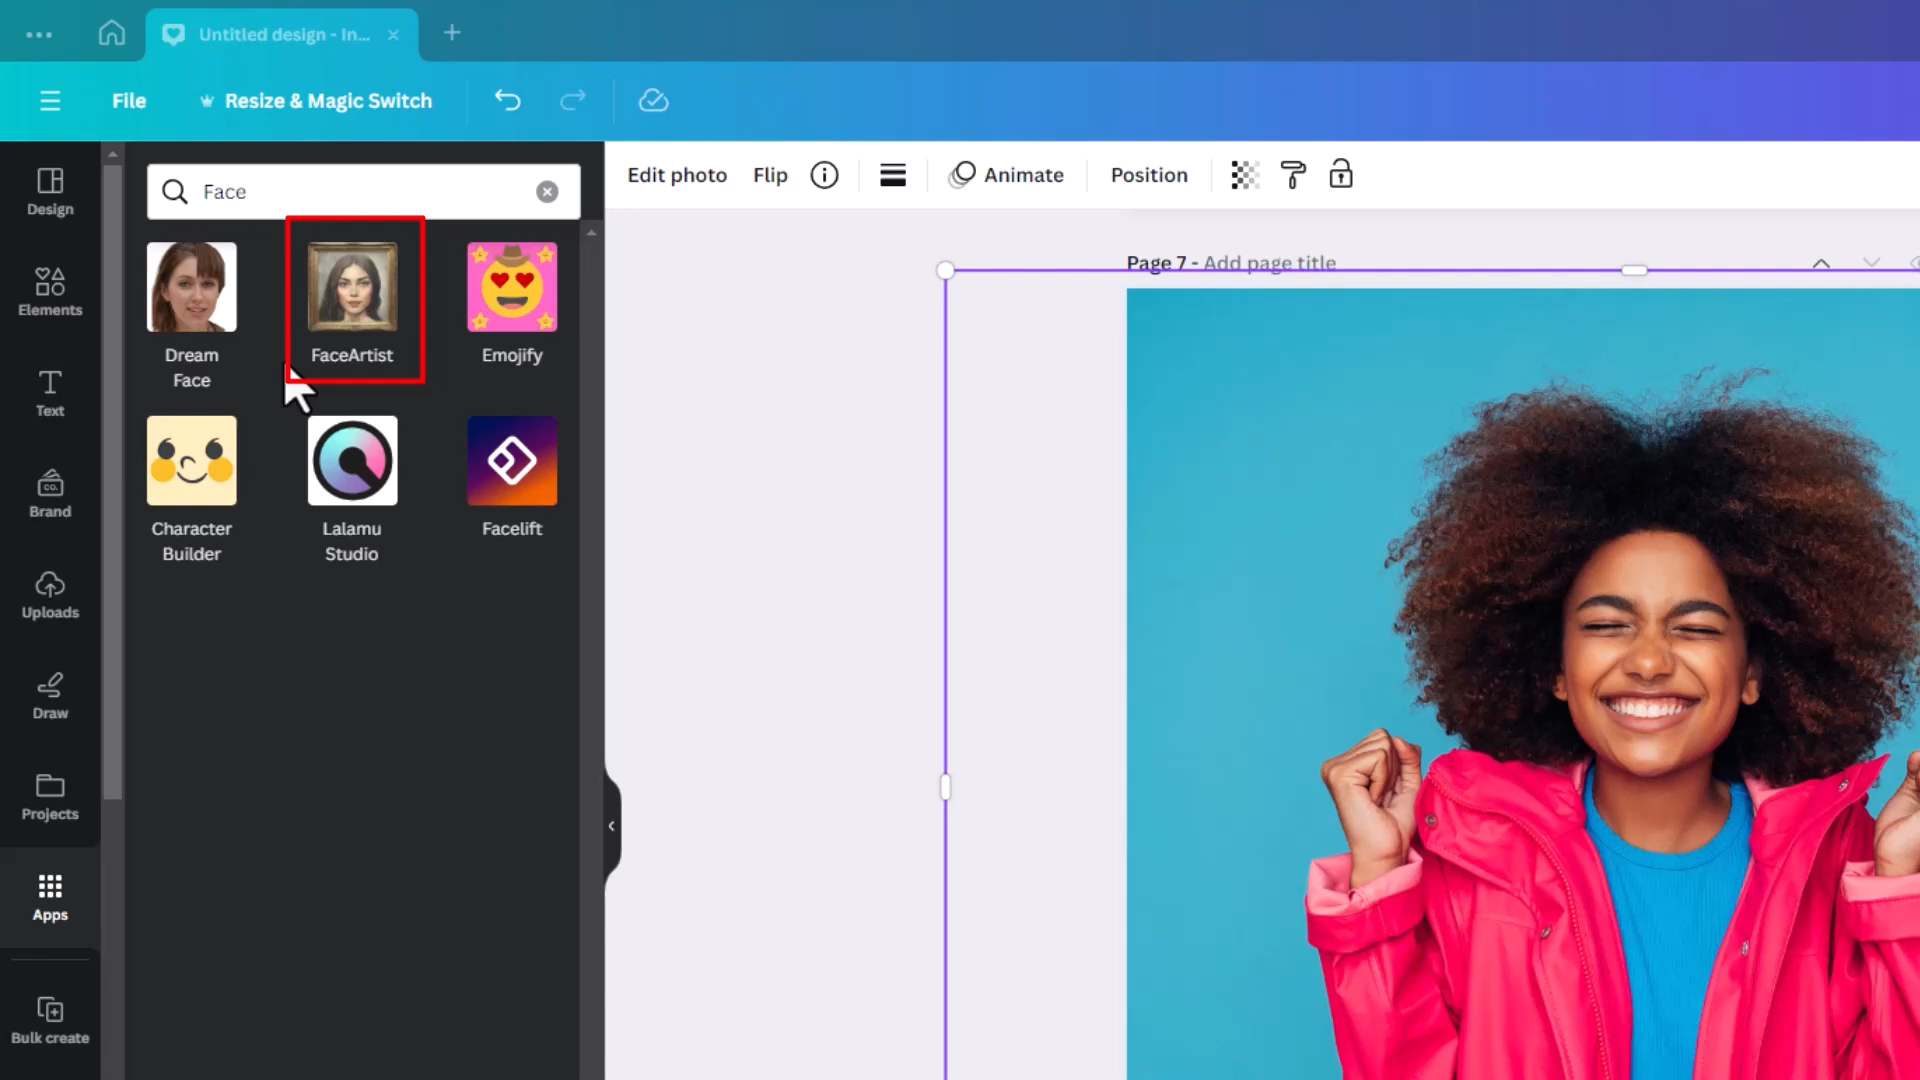 Untitled design - In...
File
Resize & Magic Switch
Design
Elements
Text
CO.
Brand
Uploads
Draw
Projects
Apps
Bulk create
Face
Dream
Face
FaceArtist
Emojify
Character
Builder
Lalamu
Studio
Facelift
Edit photo
Flip
Animate
Position
Page 7 - Add page title